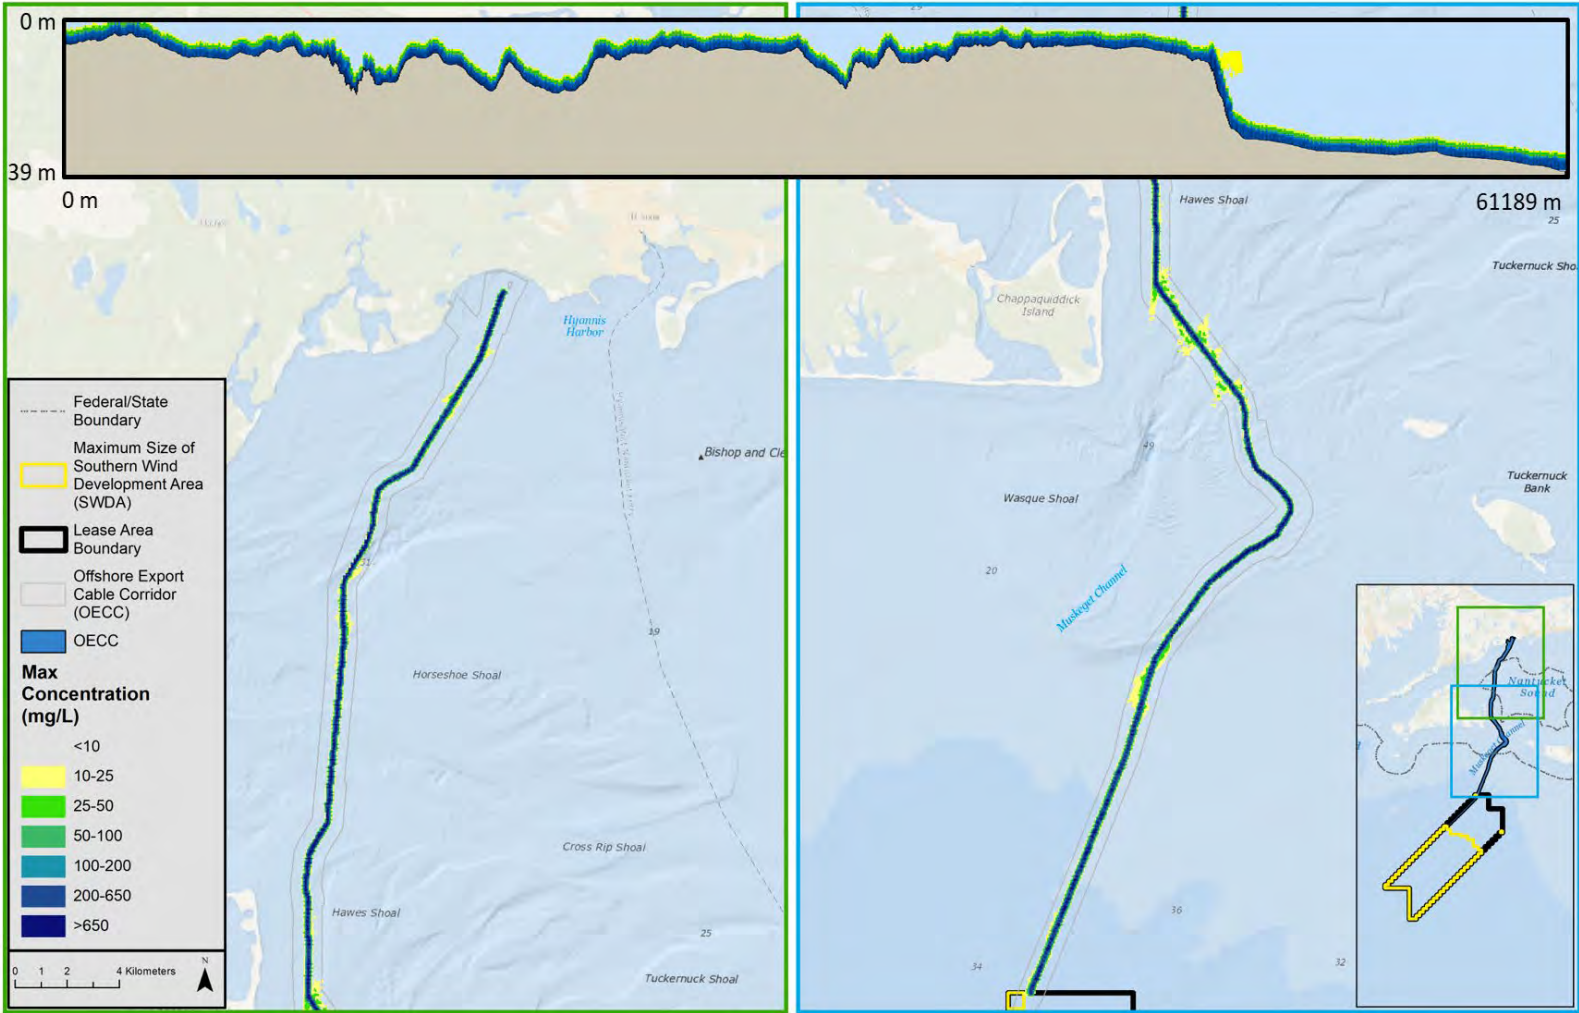 29
0 m
39 m
0 m
61189 m
Hawes Shoal
25
Tuckernuck Sho
Chappaquiddick
Island
Hyannis
Harbor
Federal/State
Boundary
Maximum Size of
Southern Wind
Development Area
(SWDA)
Lease Area
Boundary
Offshore Export
Cable Corridor
(OECC)
OECC
Max
Concentration
(mg/L)
<10
10-25
25-50
50-100
100-200
200-650
>650
0 1 2 4 Kilometers
N
Bishop and Cle
31
19
Horseshoe Shoal
Cross Rip Shoal
Hawes Shoal
25
Tuckernuck Shoal
49
Wasque Shoal
Tuckernuck
Bank
20
Muskeget Channel
36
34
32
Nantucket
Sound
Muskeget Channel